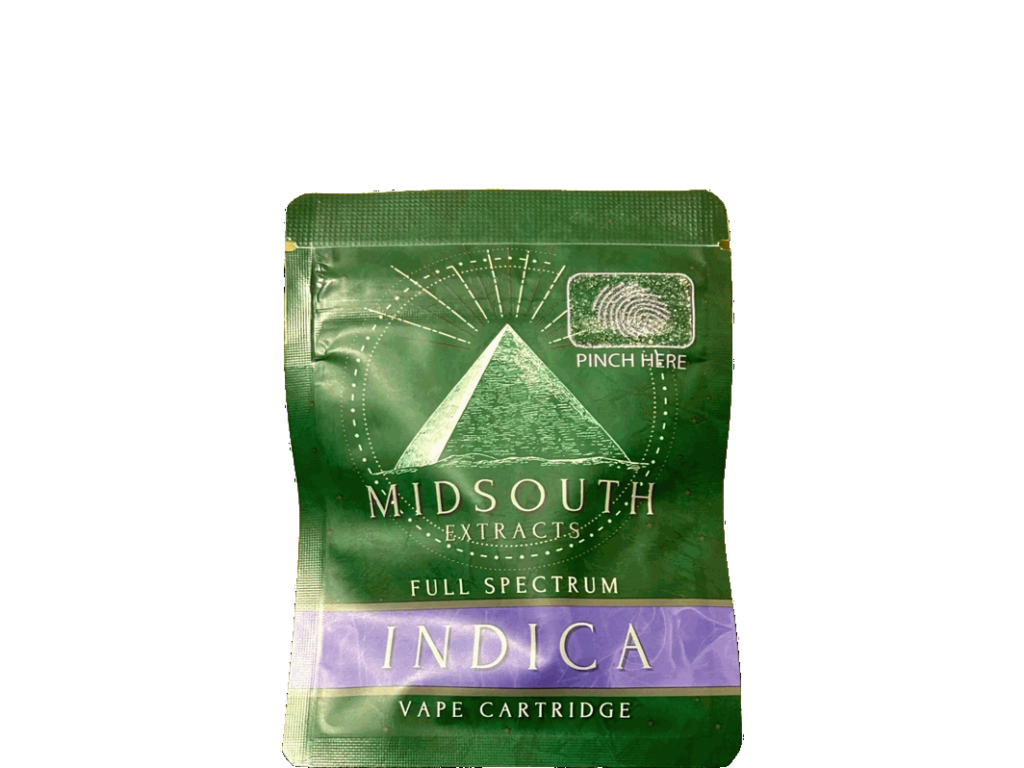 PINCH HERE
MIDSOUTH
EXTRACTS
FULL SPECTRUM
INDICA
VAPE CARTRIDGE